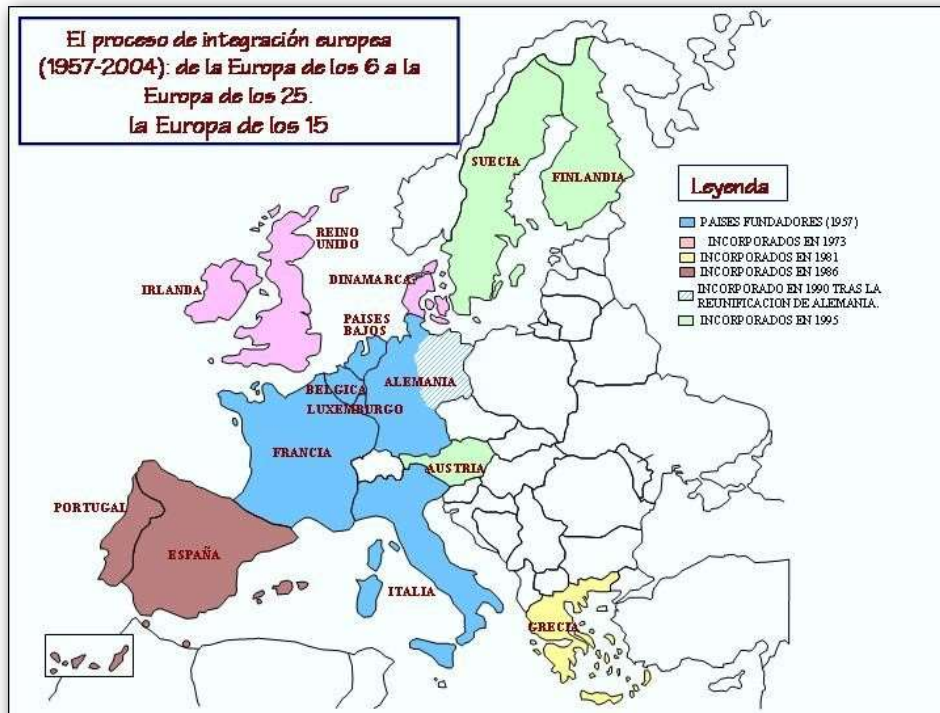 El proceso de integración europea
(1957-2004): de la Europa de los 6 a la
Europa de los 25.
la Europa de los 15
SUECIA
FINLANDIA
Leyenda
PAISES FUNDADORES (1957)
INCORPORADOS EN 1973
INCORPORADOS EN 1981
INCORPORADOS EN 1986
INCORPORADO EN 1990 TRAS LA
REUNIFICACION DE ALEMANIA.
INCORPORADOS EN 1995
REINO
UNIDO
IRLANDA
DINAMARCA
PAISES
BAJOS
BELGICA
ALEMANIA
LUXEMBURGO
FRANCIA
AUSTRIA
PORTUGAL
ESPAÑA
ITALIA
GRECIA